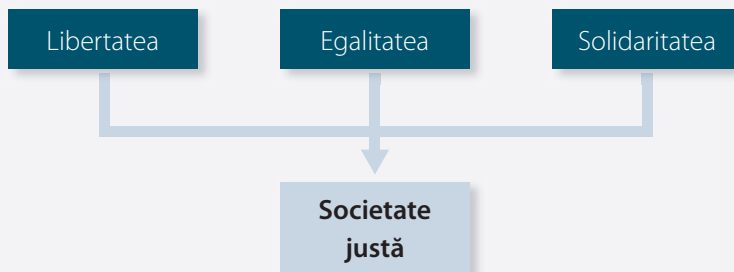 Libertatea
Egalitatea
Solidaritatea
Societate
justă